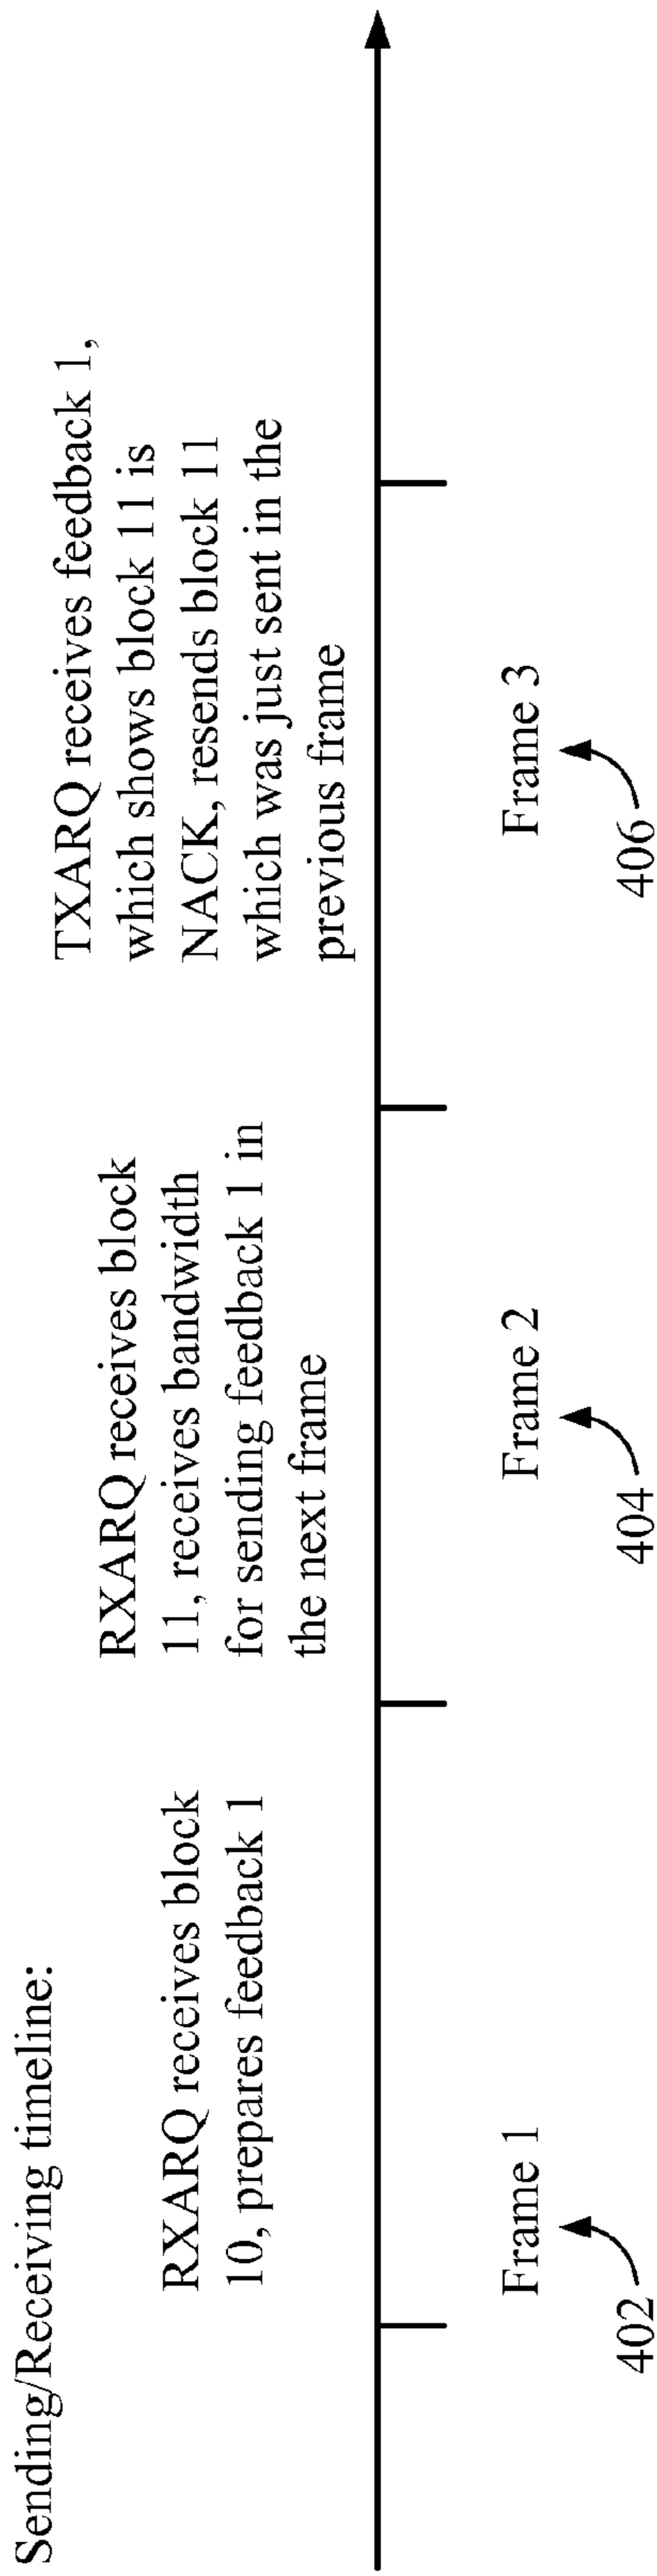 Sending/Receiving timeline:
RXARQ receives block
10, prepares feedback 1
RXARQ receives block
11, receives bandwidth
for sending feedback 1 in
the next frame
TXARQ receives feedback 1,
which shows block 11 is
NACK, resends block 11
which was just sent in the
previous frame
Frame 1
402
Frame 2
404
Frame 3
406